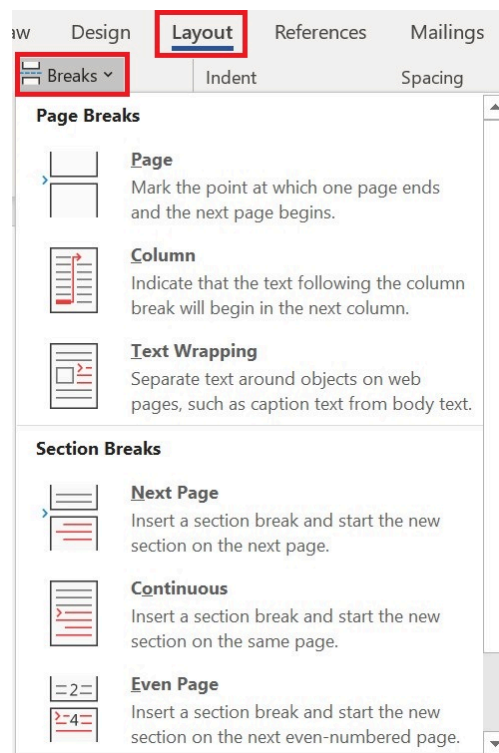 aw Design Layout References Mailings
Breaks Indent Spacing
Page Breaks
Page
Mark the point at which one page ends
and the next page begins.
Column
Indicate that the text following the column
break will begin in the next column.
Text Wrapping
Separate text around objects on web
pages, such as caption text from body text.
Section Breaks
Next Page
Insert a section break and start the new
section on the next page.
Continuous
Insert a section break and start the new
section on the same page.
2
4
Even Page
Insert a section break and start the new
section on the next even-numbered page.